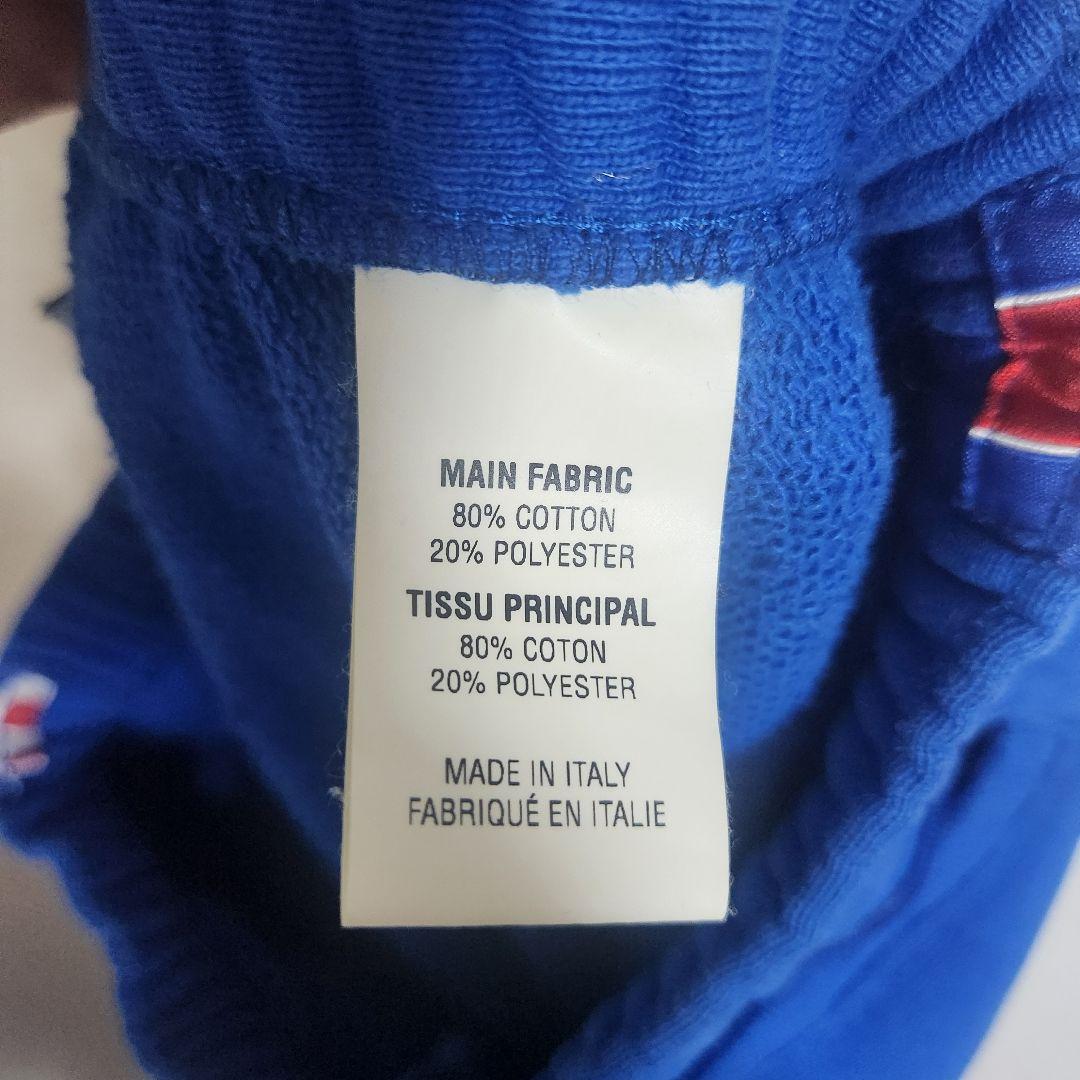 MAIN FABRIC
80% COTTON
20% POLYESTER
TISSU PRINCIPAL
80% COTON
20% POLYESTER
MADE IN ITALY
FABRIQUÉ EN ITALIE